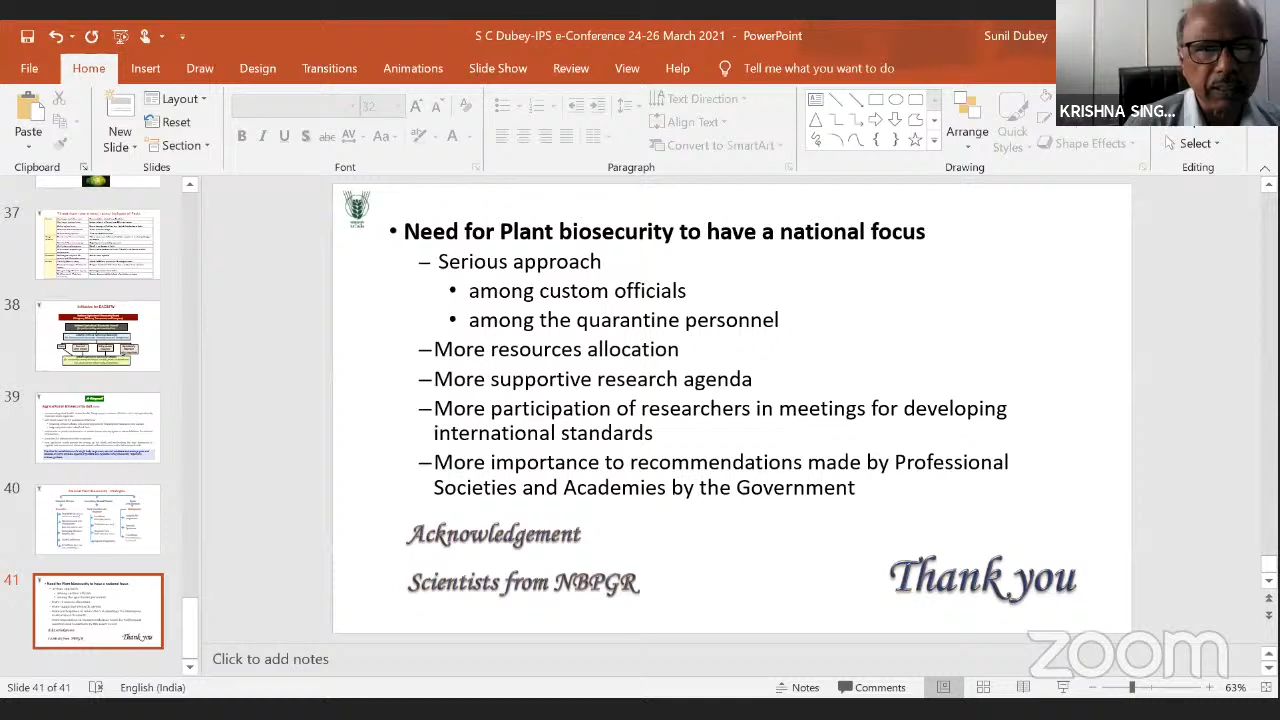 S C Dubey-IPS e-Conference 24-26 March 2021 - PowerPoint
Sunil Dubey
File Home Insert Draw Design Transitions Animations Slide Show Review View Help Tell me what you want to do
KRISHNA SING...
Paste
New
Slide
Layout
Reset
Section
32
B I U S abc AV Aa A
Text Direction
Align Text
Convert to SmartArt
Arrange
Quick
Styles
Shape Effects
Select
Clipboard Slides Font Paragraph Drawing Editing
37
38
39
40
41
• Need for Plant biosecurity to have a national focus
– Serious approach
• among custom officials
• among the quarantine personnel
–More resources allocation
–More supportive research agenda
–More participation of researchers in meetings for developing
international standards
–More importance to recommendations made by Professional
Societies and Academies by the Government
Acknowledgement
Scientists from NBPGR
Thank you
zoom
Click to add notes
Slide 41 of 41 English (India) Notes Comments 63%